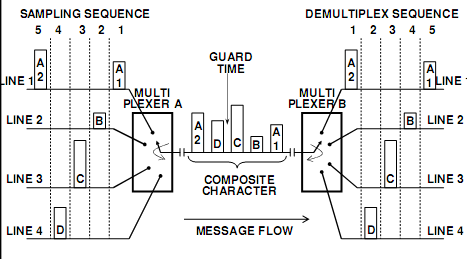 SAMPLING SEQUENCE
5 4 3 2 1
DEMULTIPLEX SEQUENCE
1 2 3 4 5
GUARD
TIME
A
2
A
1
LINE 1
MULTI
PLEXER A
LINE 2
B
LINE 3
C
LINE 4
D
A
2
D
C
B
A
1
COMPOSITE
CHARACTER
MESSAGE FLOW
MULTI
PLEXER B
A
2
A
1
LINE 1
B
LINE 2
C
LINE 3
D
LINE 4